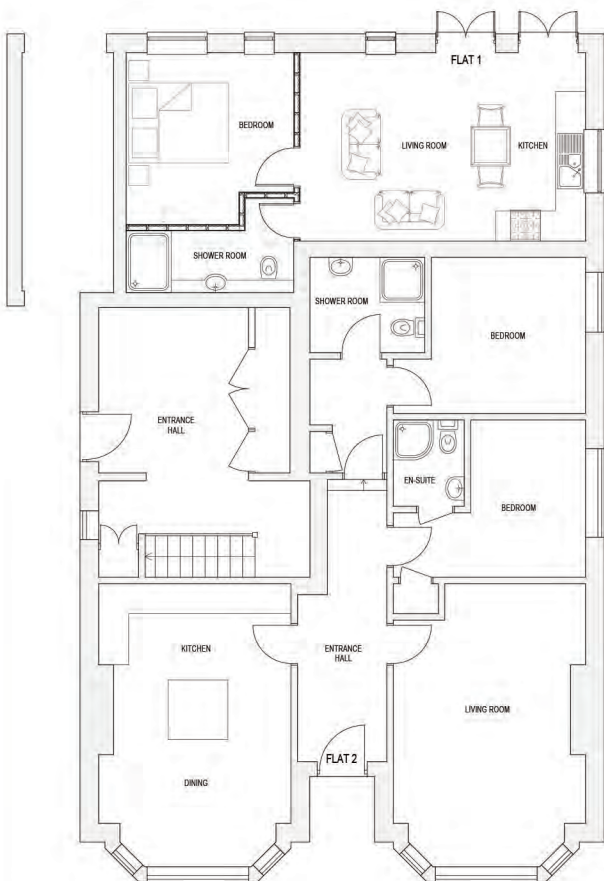 FLAT 1
BEDROOM
LIVING ROOM
KITCHEN
SHOWER ROOM
SHOWER ROOM
BEDROOM
ENTRANCE
HALL
EN-SUITE
BEDROOM
KITCHEN
ENTRANCE
HALL
LIVING ROOM
FLAT 2
DINING